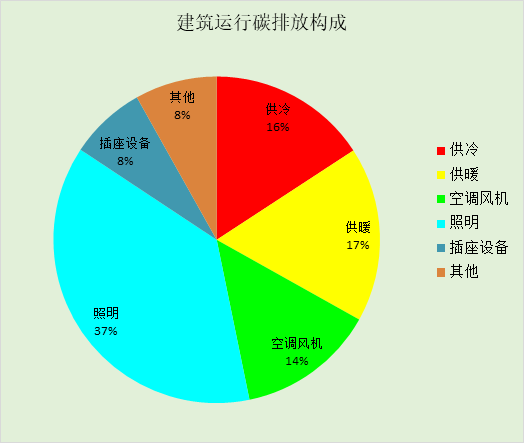 建筑运行碳排放构成
其他
8%
供冷
16%
插座设备
8%
供暖
17%
照明
37%
空调风机
14%
供冷
供暖
空调风机
照明
插座设备
其他